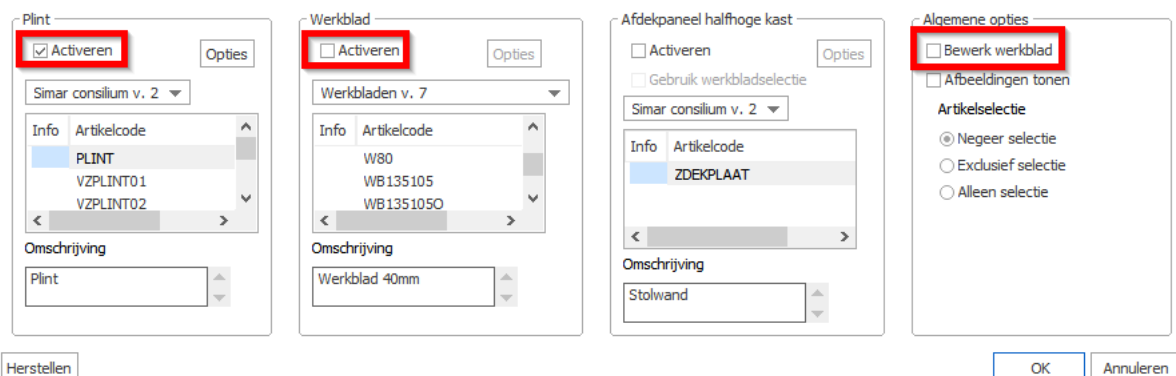 Plint
Activeren
Opties
Simar consilium v. 2
Info Artikelcode
PLINT
VZPLINT01
VZPLINT02
Omschrijving
Plint
Werkblad
Activeren
Opties
Werkbladen v. 7
Info Artikelcode
W80
WB135105
WB135105O
Omschrijving
Werkblad 40mm
Afdekpaneel halfhoge kast
Activeren
Opties
Gebruik werkbladselectie
Simar consilium v. 2
Info Artikelcode
ZDEKPLAAT
Omschrijving
Stolwand
Algemene opties
Bewerk werkblad
Afbeeldingen tonen
Artikelselectie
Negeer selectie
Exclusief selectie
Alleen selectie
Herstellen
OK
Annuleren